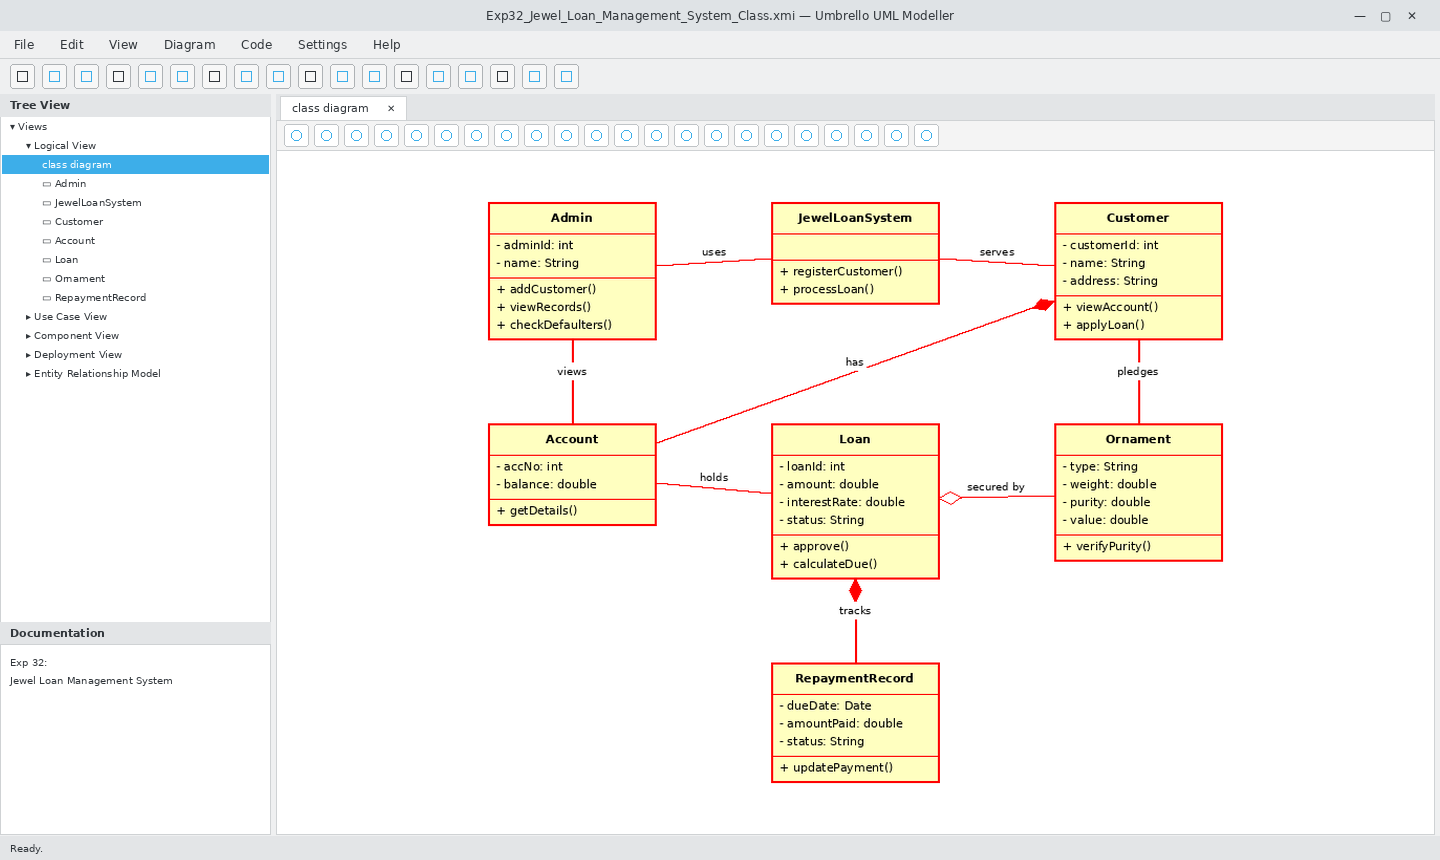 Exp32_Jewel_Loan_Management_System_Class.xmi — Umbrello UML Modeller
File Edit View Diagram Code Settings Help
Tree View
Views
Logical View
class diagram
Admin
JewelLoanSystem
Customer
Account
Loan
Ornament
RepaymentRecord
Use Case View
Component View
Deployment View
Entity Relationship Model
Documentation
Exp 32:
Jewel Loan Management System
class diagram
Admin
- adminId: int
- name: String
+ addCustomer()
+ viewRecords()
+ checkDefaulters()
uses
JewelLoanSystem
+ registerCustomer()
+ processLoan()
serves
Customer
- customerId: int
- name: String
- address: String
+ viewAccount()
+ applyLoan()
has
views
pledges
Account
- accNo: int
- balance: double
+ getDetails()
holds
Loan
- loanId: int
- amount: double
- interestRate: double
- status: String
+ approve()
+ calculateDue()
secured by
Ornament
- type: String
- weight: double
- purity: double
- value: double
+ verifyPurity()
tracks
RepaymentRecord
- dueDate: Date
- amountPaid: double
- status: String
+ updatePayment()
Ready.